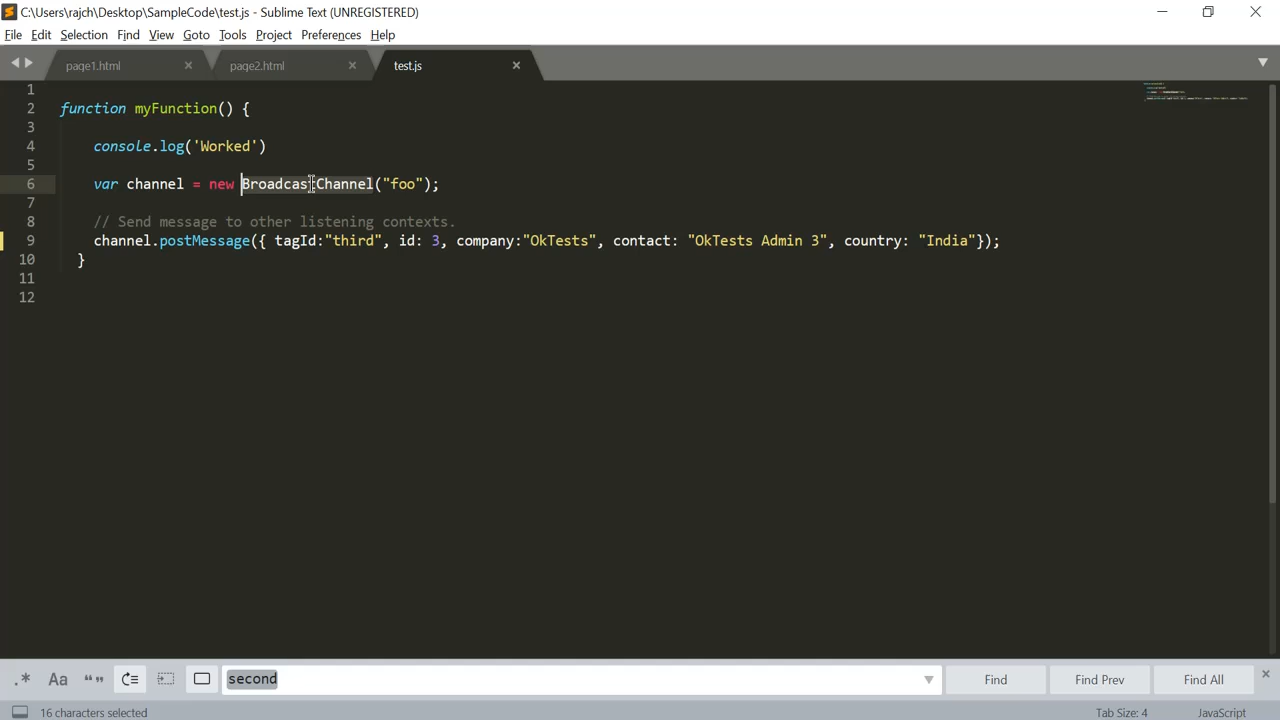 C:\Users\rajch\Desktop\SampleCode\test.js - Sublime Text (UNREGISTERED)
File Edit Selection Find View Goto Tools Project Preferences Help
page1.html page2.html test.js
1
2 function myFunction() {
3
4 console.log('Worked')
5
6 var channel = new BroadcastChannel("foo");
7
8 // Send message to other listening contexts.
9 channel.postMessage({ tagId:"third", id: 3, company:"OkTests", contact: "OkTests Admin 3", country: "India"});
10 }
11
12
.* Aa “” second Find Find Prev Find All
16 characters selected Tab Size: 4 JavaScript